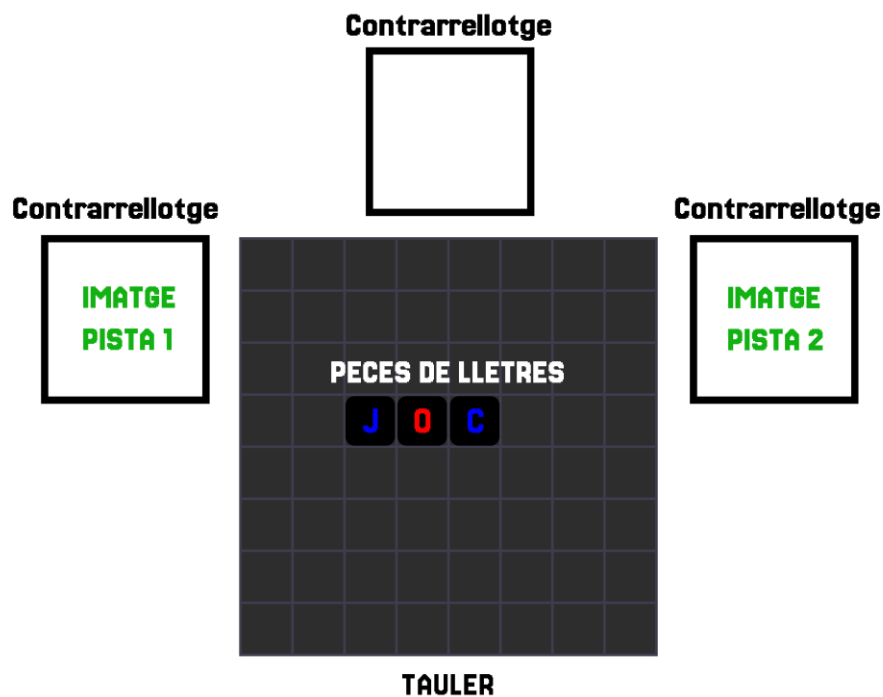 Contrarrellotge
Contrarrellotge
Contrarrellotge
IMATGE
PISTA 1
IMATGE
PISTA 2
PECES DE LLETRES
J O C
TAULER